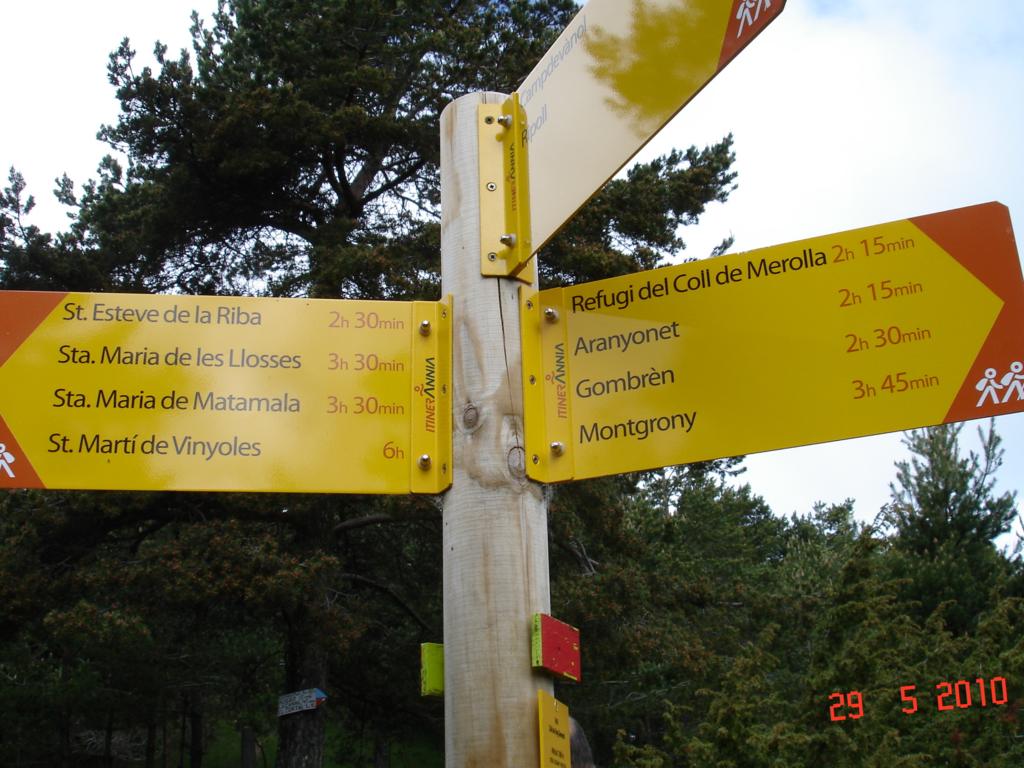 Campdevànol
Ripoll
ITINERÀNNIA
St. Esteve de la Riba 2h 30min
Sta. Maria de les Llosses 3h 30min
Sta. Maria de Matamala 3h 30min
St. Martí de Vinyoles 6h
ITINERÀNNIA
ITINERÀNNIA
Refugi del Coll de Merolla 2h 15min
Aranyonet 2h 15min
Gombrèn 2h 30min
Montgrony 3h 45min
29 5 2010